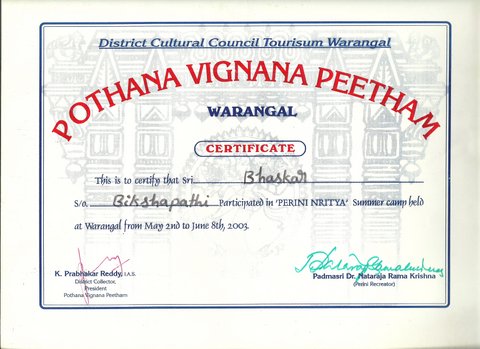 District Cultural Council Tourisum Warangal
POTHANA VIGNANA PEETHAM
WARANGAL
CERTIFICATE
This is to certify that Sri Bhaskar
S/o. Bikshapathi Participated in 'PERINI NRITYA' Summer camp held
at Warangal from May 2nd to June 8th, 2003.
K. Prabhakar Reddy, I.A.S.
District Collector,
President
Pothana Vignana Peetham
Padmasri Dr. Nataraja Rama Krishna
(Perini Recreator)